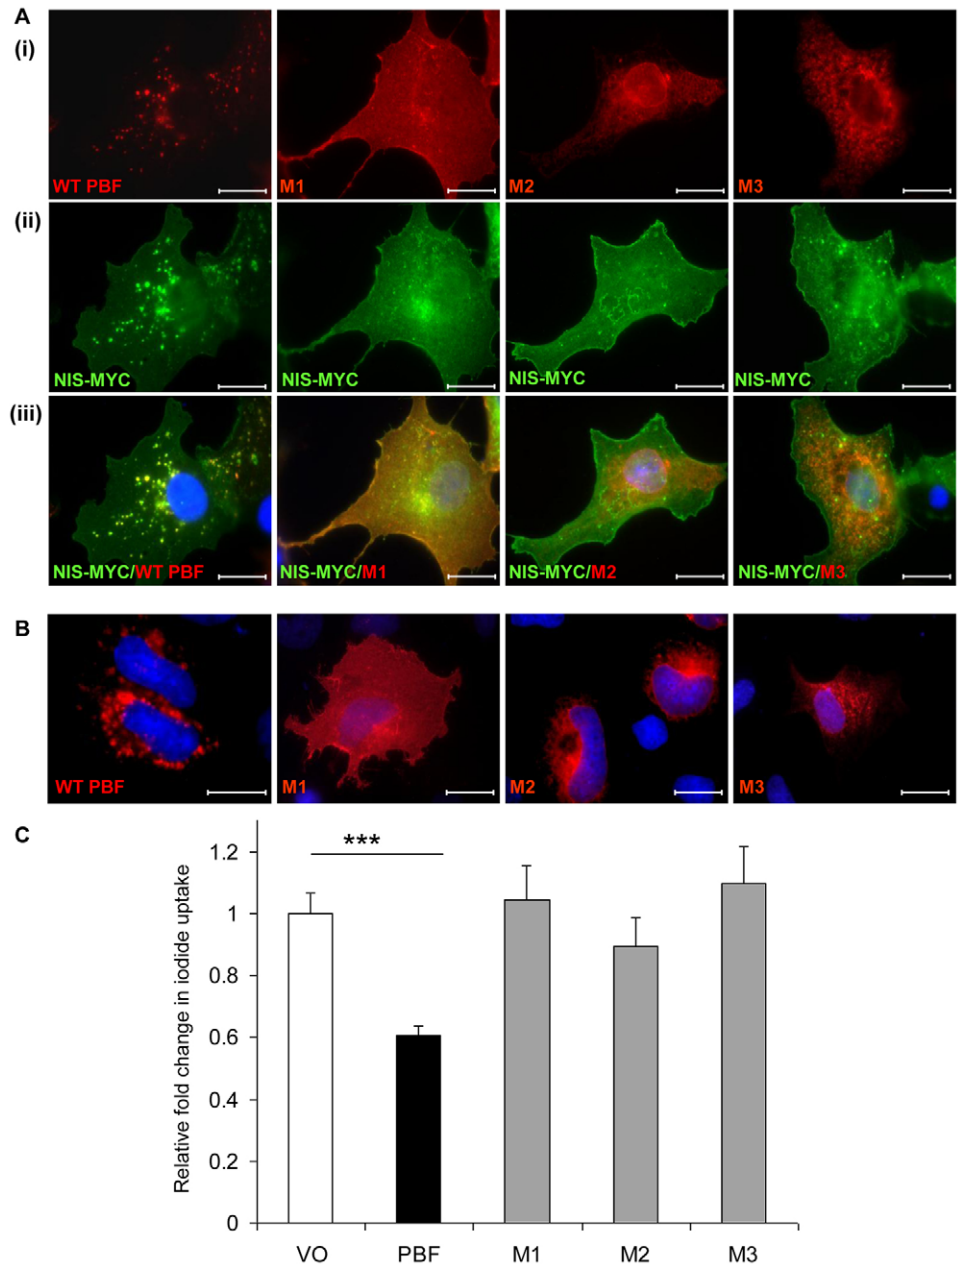 A
(i)
WT PBF
M1
M2
M3
(ii)
NIS-MYC
NIS-MYC
NIS-MYC
NIS-MYC
(iii)
NIS-MYC/WT PBF
NIS-MYC/M1
NIS-MYC/M2
NIS-MYC/M3
B
WT PBF
M1
M2
M3
C
***
Relative fold change in iodide uptake
1.2
1
0.8
0.6
0.4
0.2
0
VO
PBF
M1
M2
M3